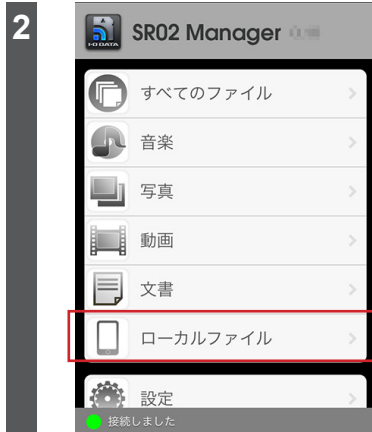 2
I-O DATA
SR02 Manager
すべてのファイル
音楽
写真
動画
文書
ローカルファイル
設定
接続しました